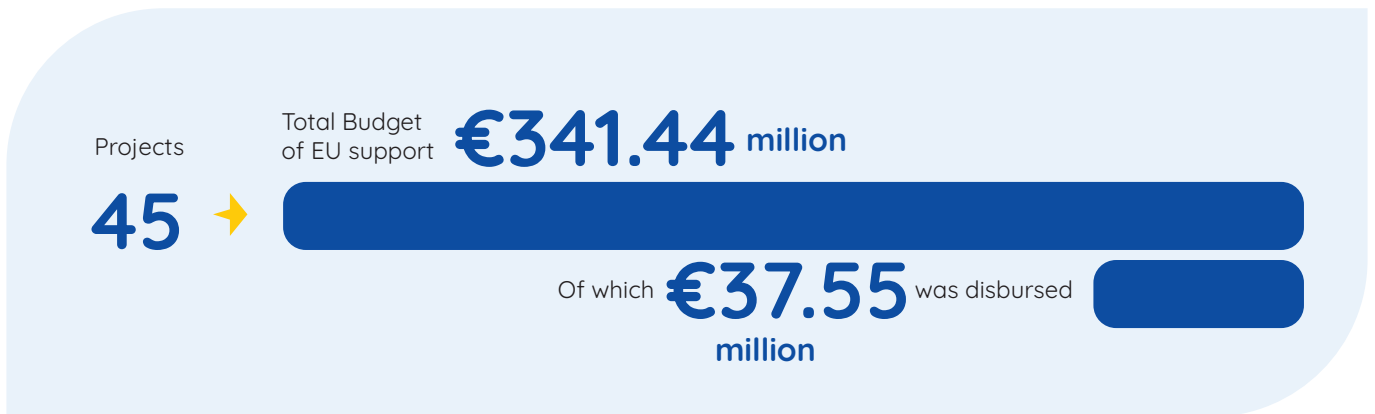 Projects
45
Total Budget
of EU support
€341.44 million
Of which €37.55 was disbursed
million